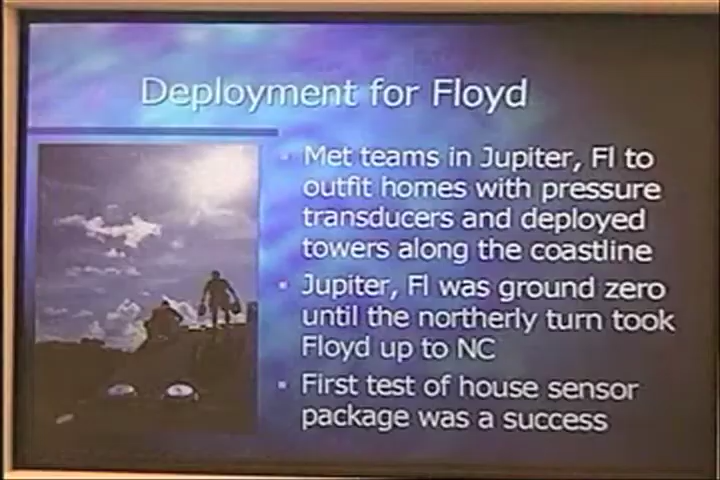 Deployment for Floyd
Met teams in Jupiter, Fl to
outfit homes with pressure
transducers and deployed
towers along the coastline
Jupiter, Fl was ground zero
until the northerly turn took
Floyd up to NC
First test of house sensor
package was a success